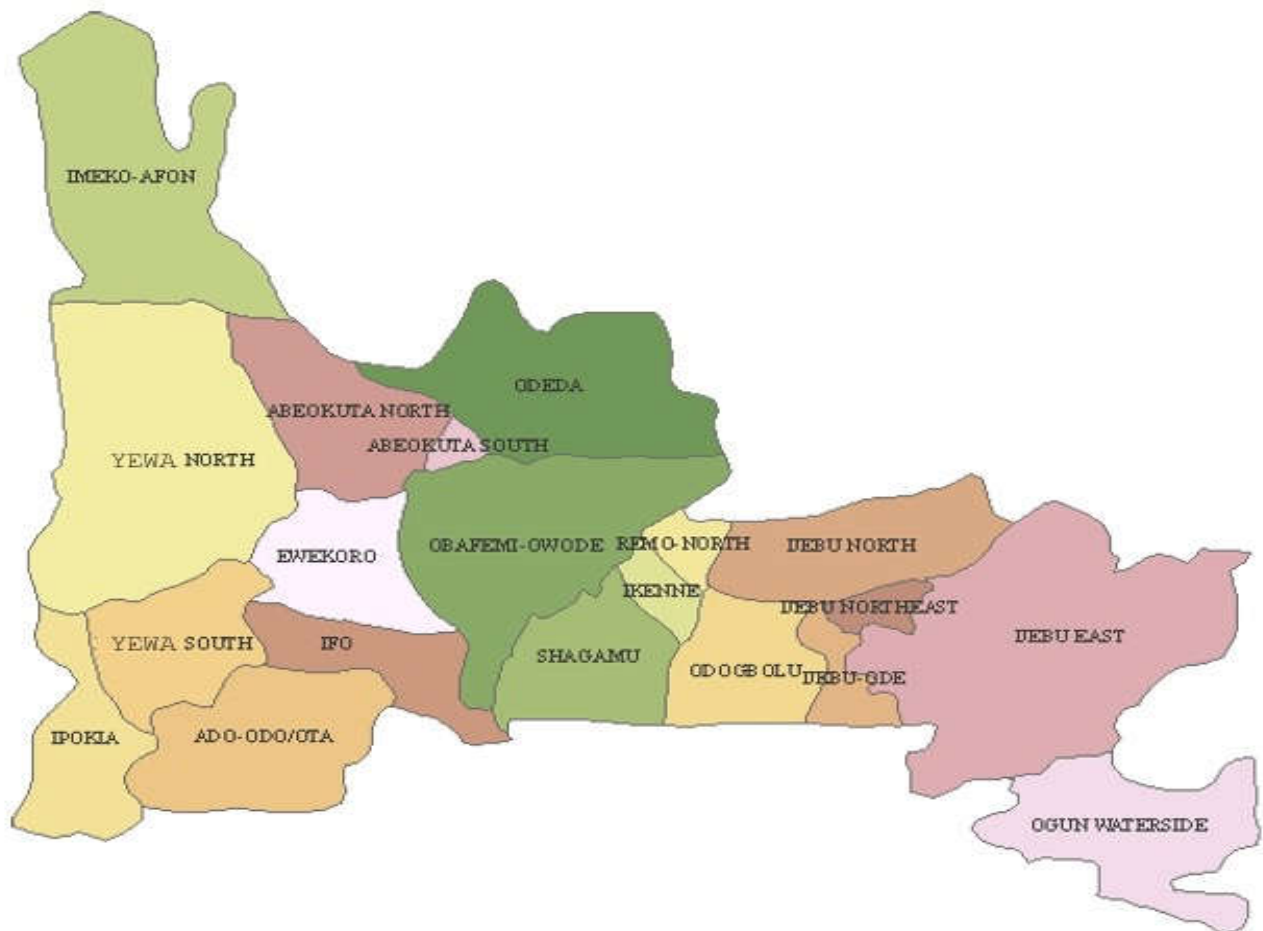 IMEKO-AFON
ODEDA
ABEOKUTA NORTH
ABEOKUTA SOUTH
YEWA NORTH
OBAFEMI-OWODE
REMO-NORTH
IJEBU NORTH
EWEKORO
IKENNE
IJEBU NORTHEAST
IJEBU EAST
YEWA SOUTH
IFO
SHAGAMU
ODOGBOLU
IJEBU-ODE
IPOKIA
ADO-ODO/OTA
OGUN WATERSIDE